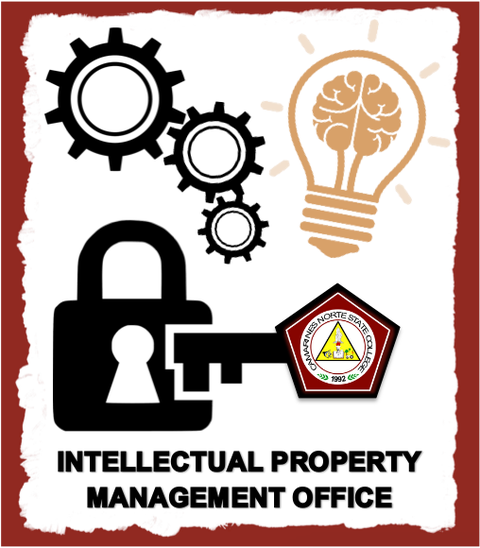 CAMARINES NORTE STATE COLLEGE
1992
INTELLECTUAL PROPERTY
MANAGEMENT OFFICE